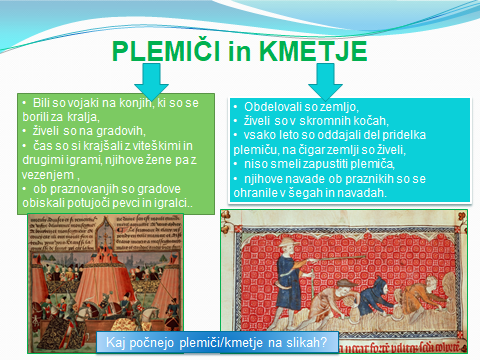 PLEMIČI in KMETJE
• Bili so vojaki na konjih, ki so se
borili za kralja,
• živeli so na gradovih,
• čas so si krajšali z viteškimi in
drugimi igrami, njihove žene pa z
vezenjem ,
• ob praznovanjih so gradove
obiskali potujoči pevci in igralci..
• Obdelovali so zemljo,
• živeli so v skromnih kočah,
• vsako leto so oddajali del pridelka
plemiču, na čigar zemlji so živeli,
• niso smeli zapustiti plemiča,
• njihove navade ob praznikih so se
ohranile v šegah in navadah.
Kaj počnejo plemiči/kmetje na slikah?